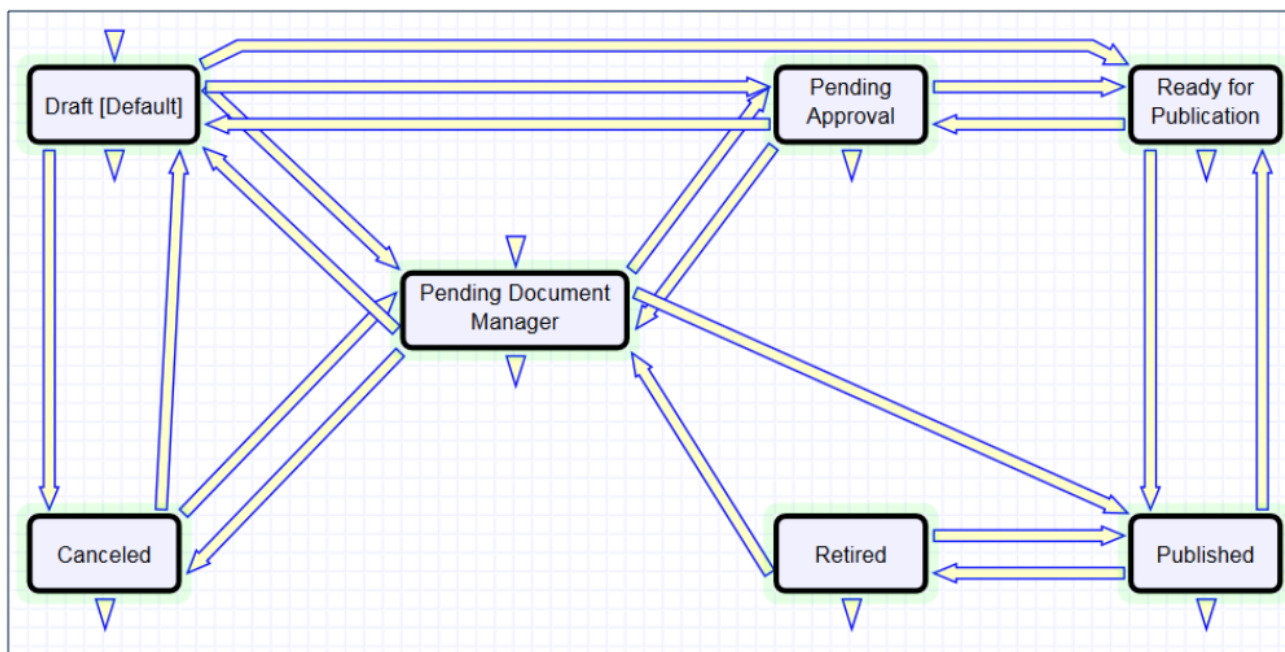 Draft [Default]
Pending
Approval
Ready for
Publication
Pending Document
Manager
Canceled
Retired
Published